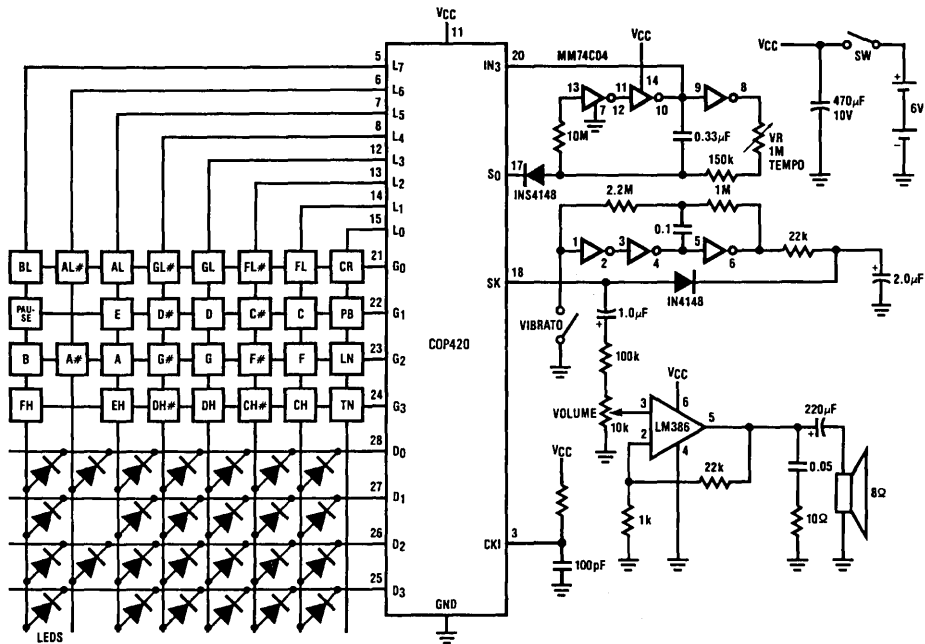 VCC
11
5
L7
6
L6
7
L5
8
L4
12
L3
13
L2
14
L1
15
L0
BL AL# AL GL# GL FL# FL CR 21 G0
PAU-
SE
E D# D C# C PB 22 G1
B A# A G# G F# F LN 23 G2
FH EH DH# DH CH# CH TN 24 G3
28
D0
27
D1
26
D2
25
D3
LEDS
COP420
GND
20
IN3
MM74C04
VCC
13 11 14 9 8
7 12 10
10M
0.33μF
VR
1M
TEMPO
17
S0
INS4148
150k
VCC
SW
470μF
10V
+
6V
−
2.2M
1M
0.1
1 3 5
2 4 6
22k
18
SK
IN4148
+
2.0μF
VIBRATO
1.0μF
+
100k
VOLUME
10k
VCC
3 6 5
LM386
2 4
22k
1k
220μF
+
0.05
10Ω
8Ω
VCC
3
CKI
100pF